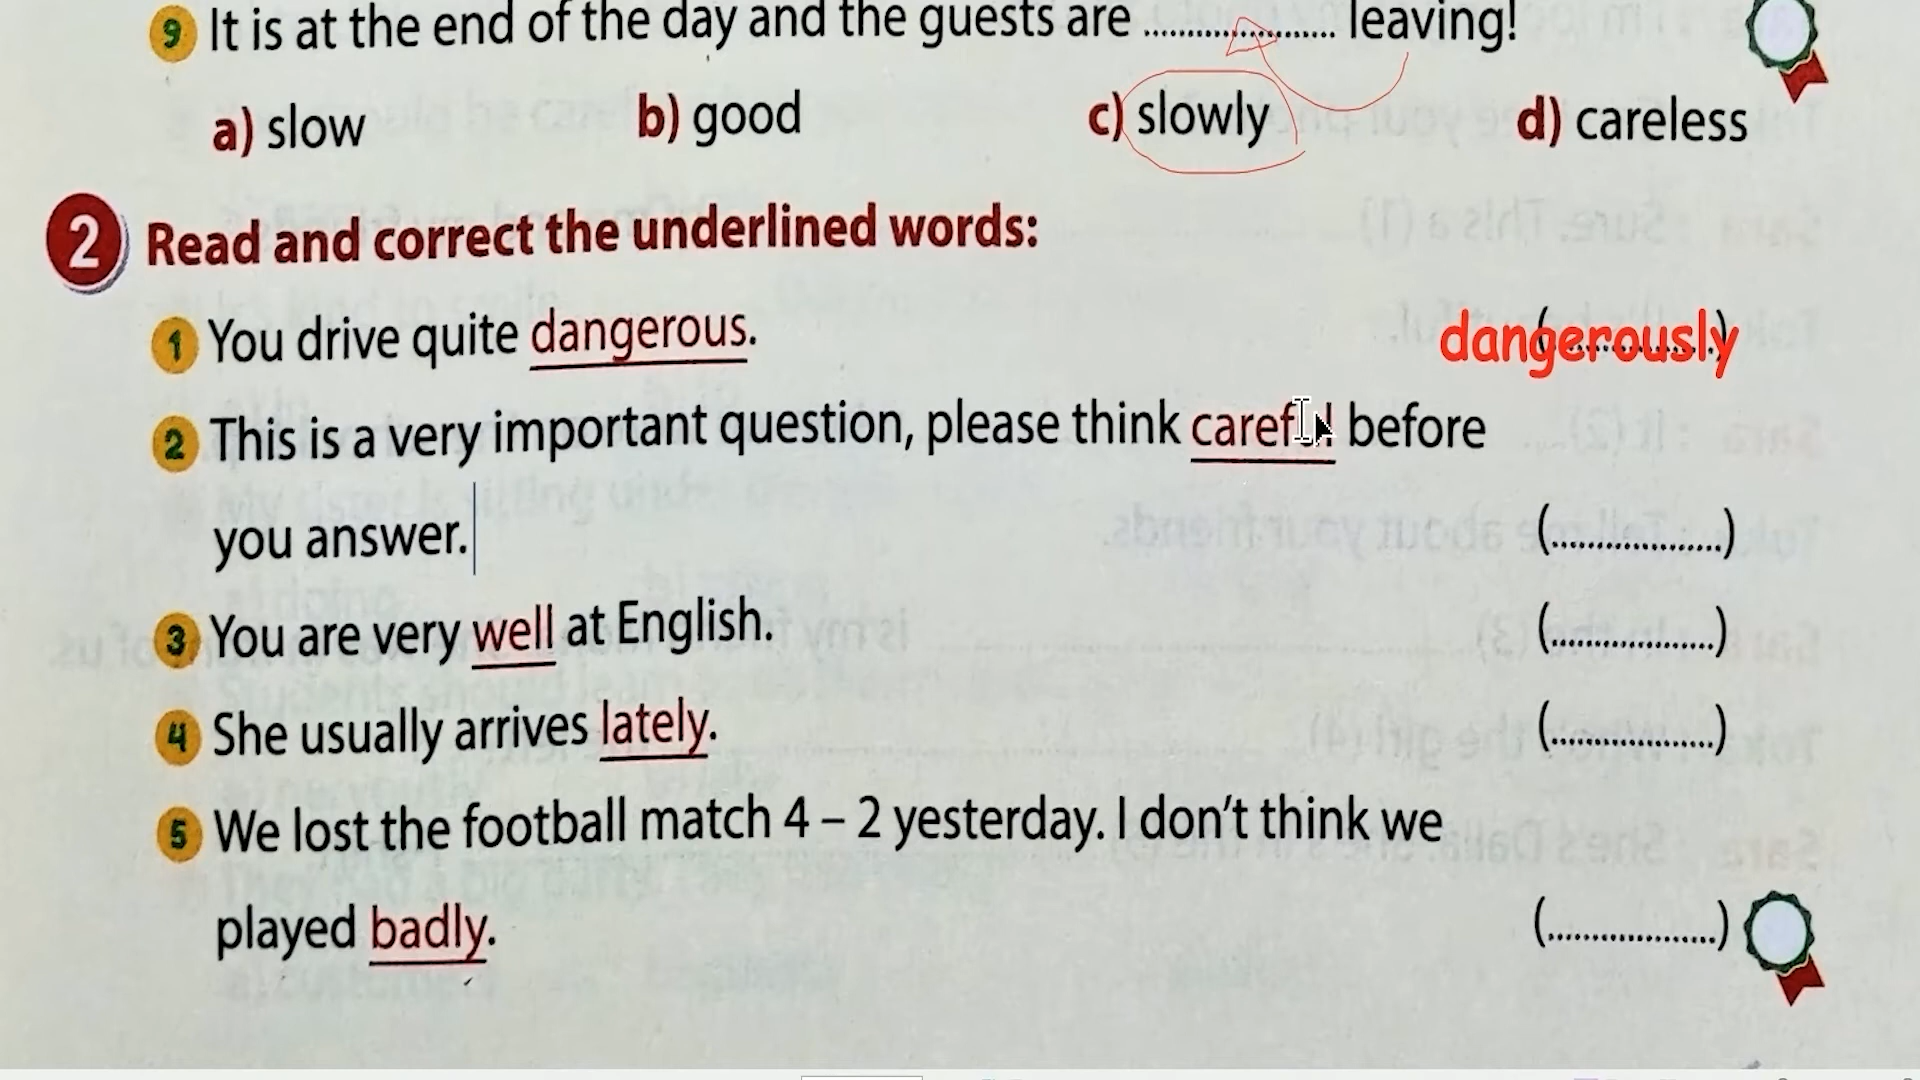 9 It is at the end of the day and the guests are ........................ leaving!
a) slow b) good c) slowly d) careless
2 Read and correct the underlined words:
1 You drive quite dangerous. (....................) dangerously
2 This is a very important question, please think careful before
you answer. (....................)
3 You are very well at English. (....................)
4 She usually arrives lately. (....................)
5 We lost the football match 4 – 2 yesterday. I don't think we
played badly. (....................)